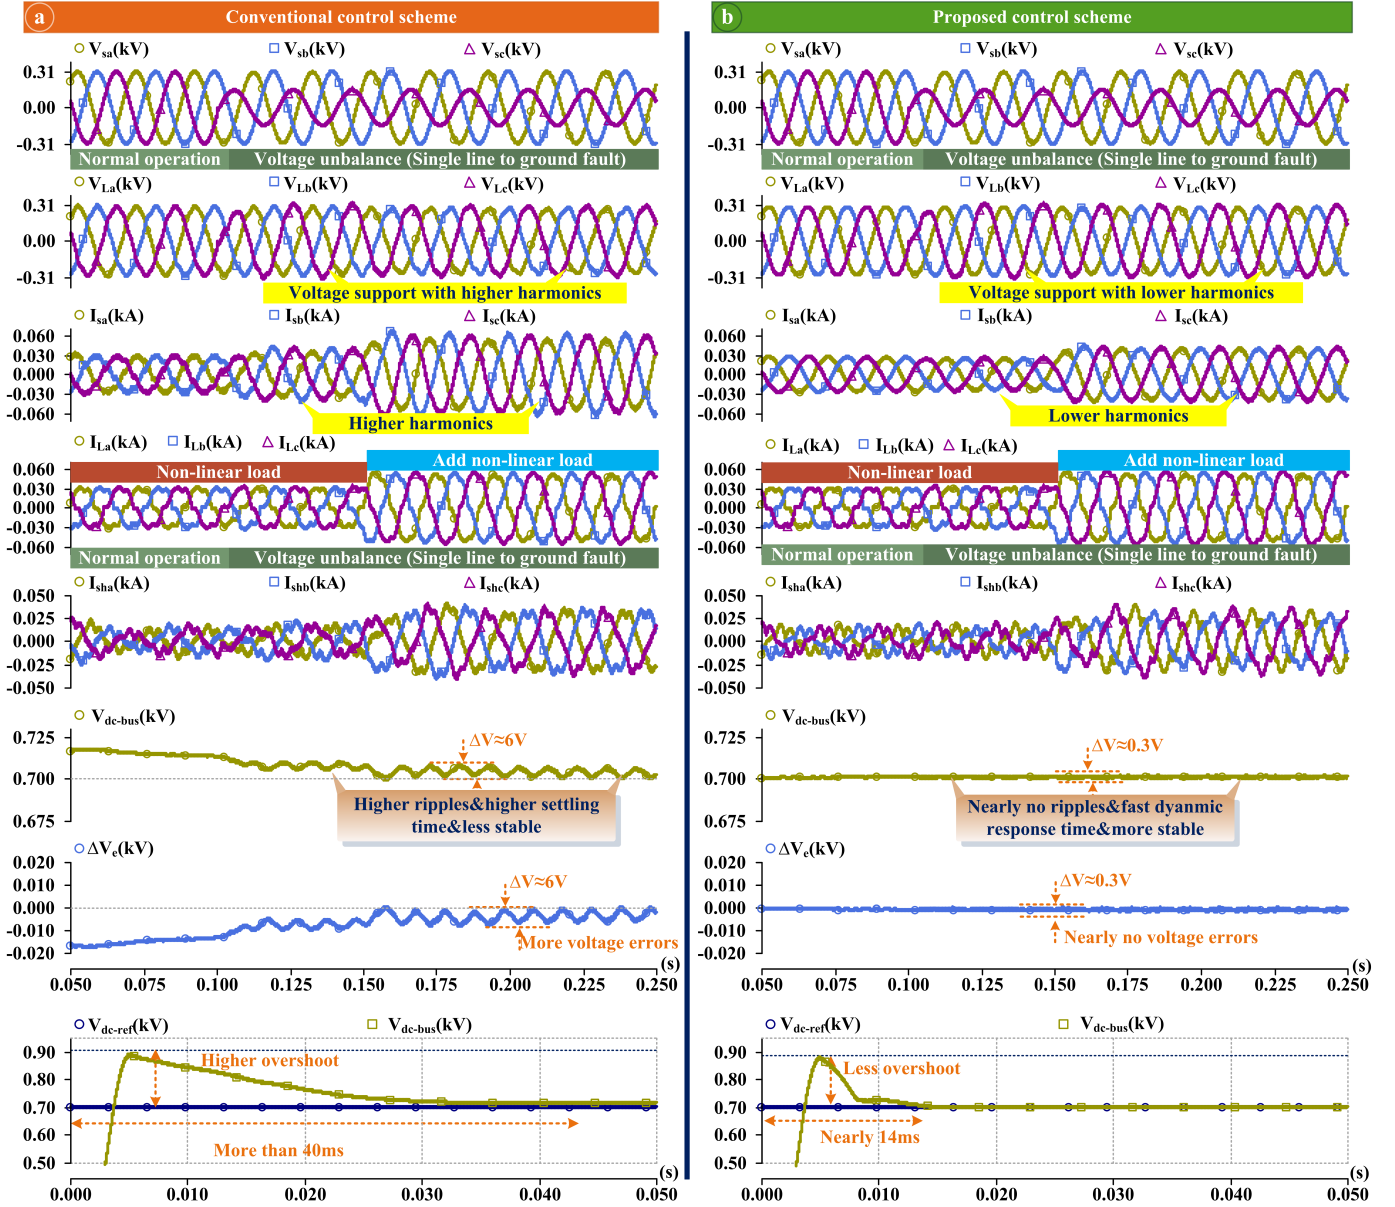 a Conventional control scheme
Vsa(kV) Vsb(kV) Vsc(kV)
0.31
0.00
-0.31
Normal operation Voltage unbalance (Single line to ground fault)
VLa(kV) VLb(kV) VLc(kV)
0.31
0.00
-0.31
Voltage support with higher harmonics
Isa(kA) Isb(kA) Isc(kA)
0.060
0.030
0.000
-0.030
-0.060
Higher harmonics
ILa(kA) ILb(kA) ILc(kA)
Add non-linear load
Non-linear load
0.060
0.030
0.000
-0.030
-0.060
Normal operation Voltage unbalance (Single line to ground fault)
Isha(kA) Ishb(kA) Ishc(kA)
0.050
0.025
0.000
-0.025
-0.050
Vdc-bus(kV)
0.725
0.700
0.675
ΔV≈6V
Higher ripples&higher settling
time&less stable
ΔVe(kV)
0.020
0.010
0.000
-0.010
-0.020
ΔV≈6V
More voltage errors
(s)
0.050 0.075 0.100 0.125 0.150 0.175 0.200 0.225 0.250
Vdc-ref(kV) Vdc-bus(kV)
0.90
0.80
0.70
0.60
0.50
Higher overshoot
More than 40ms
(s)
0.000 0.010 0.020 0.030 0.040 0.050
b Proposed control scheme
Vsa(kV) Vsb(kV) Vsc(kV)
0.31
0.00
-0.31
Normal operation Voltage unbalance (Single line to ground fault)
VLa(kV) VLb(kV) VLc(kV)
0.31
0.00
-0.31
Voltage support with lower harmonics
Isa(kA) Isb(kA) Isc(kA)
0.060
0.030
0.000
-0.030
-0.060
Lower harmonics
ILa(kA) ILb(kA) ILc(kA)
Add non-linear load
Non-linear load
0.060
0.030
0.000
-0.030
-0.060
Normal operation Voltage unbalance (Single line to ground fault)
Isha(kA) Ishb(kA) Ishc(kA)
0.050
0.025
0.000
-0.025
-0.050
Vdc-bus(kV)
0.725
0.700
0.675
ΔV≈0.3V
Nearly no ripples&fast dyanmic
response time&more stable
ΔVe(kV)
0.020
0.010
0.000
-0.010
-0.020
ΔV≈0.3V
Nearly no voltage errors
(s)
0.050 0.075 0.100 0.125 0.150 0.175 0.200 0.225 0.250
Vdc-ref(kV) Vdc-bus(kV)
0.90
0.80
0.70
0.60
0.50
Less overshoot
Nearly 14ms
(s)
0.000 0.010 0.020 0.030 0.040 0.050